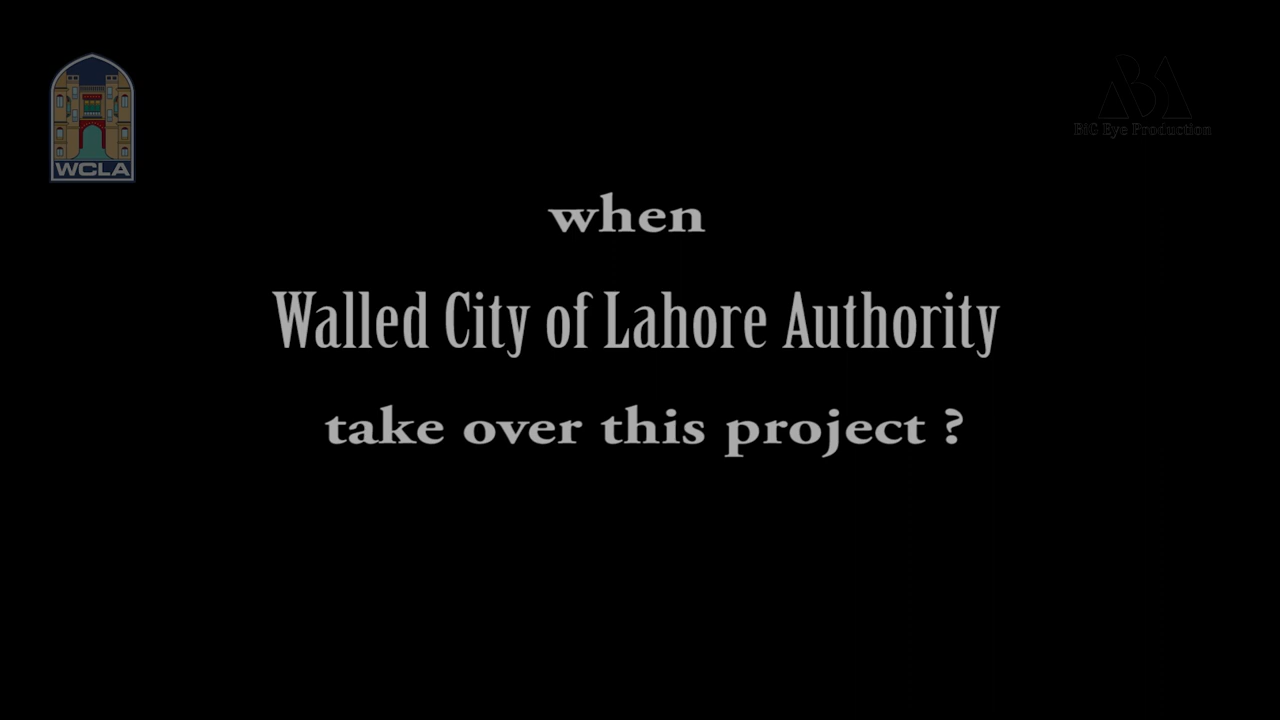 WCLA
BiG Eye Production
when
Walled City of Lahore Authority
take over this project ?